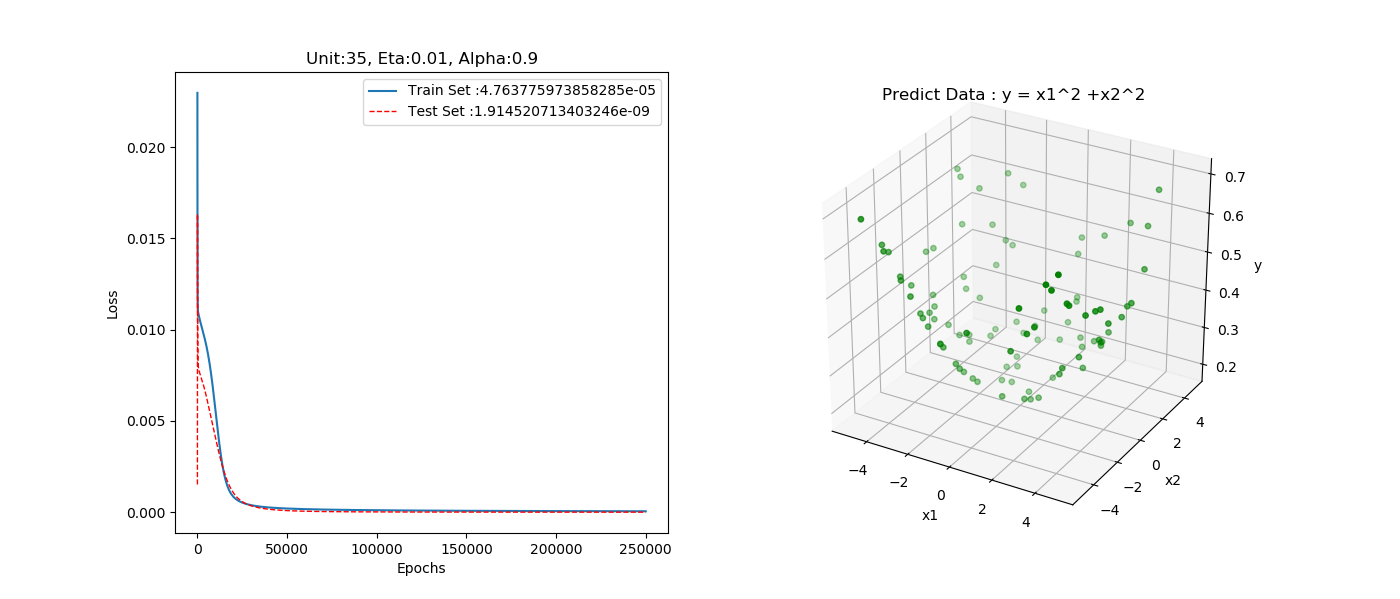 Unit:35, Eta:0.01, Alpha:0.9
Train Set :4.763775973858285e-05
Test Set :1.914520713403246e-09
0.020
0.015
0.010
0.005
0.000
Loss
0 50000 100000 150000 200000 250000
Epochs
Predict Data : y = x1^2 +x2^2
0.7
0.6
0.5
0.4
0.3
0.2
y
−4 −2 0 2 4
x1
−4 −2 0 2 4
x2